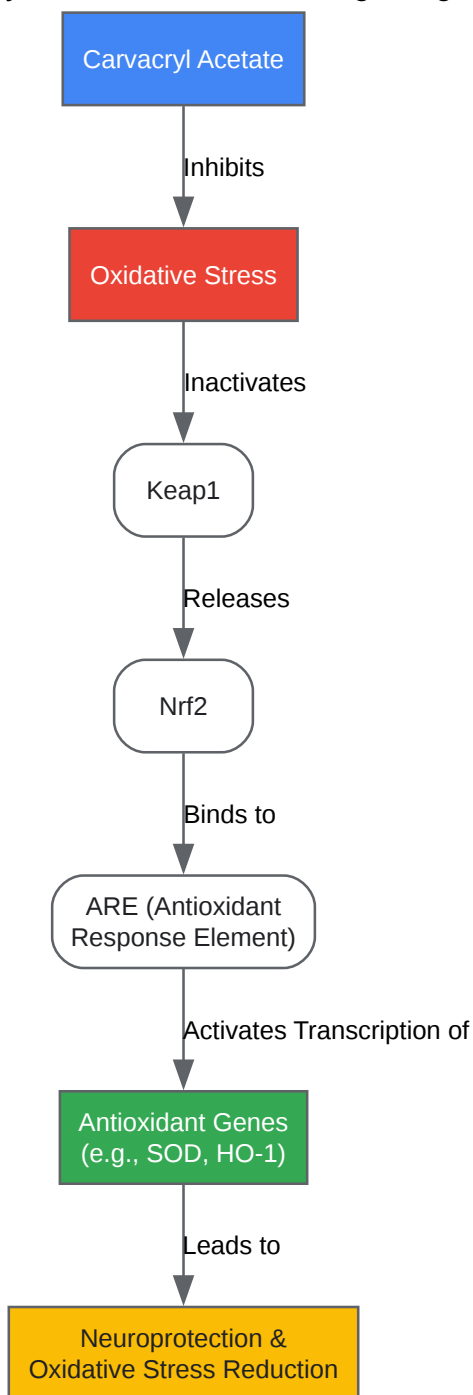 Carvacryl Acetate
Inhibits
Oxidative Stress
Inactivates
Keap1
Releases
Nrf2
Binds to
ARE (Antioxidant
Response Element)
Activates Transcription of
Antioxidant Genes
(e.g., SOD, HO-1)
Leads to
Neuroprotection &
Oxidative Stress Reduction